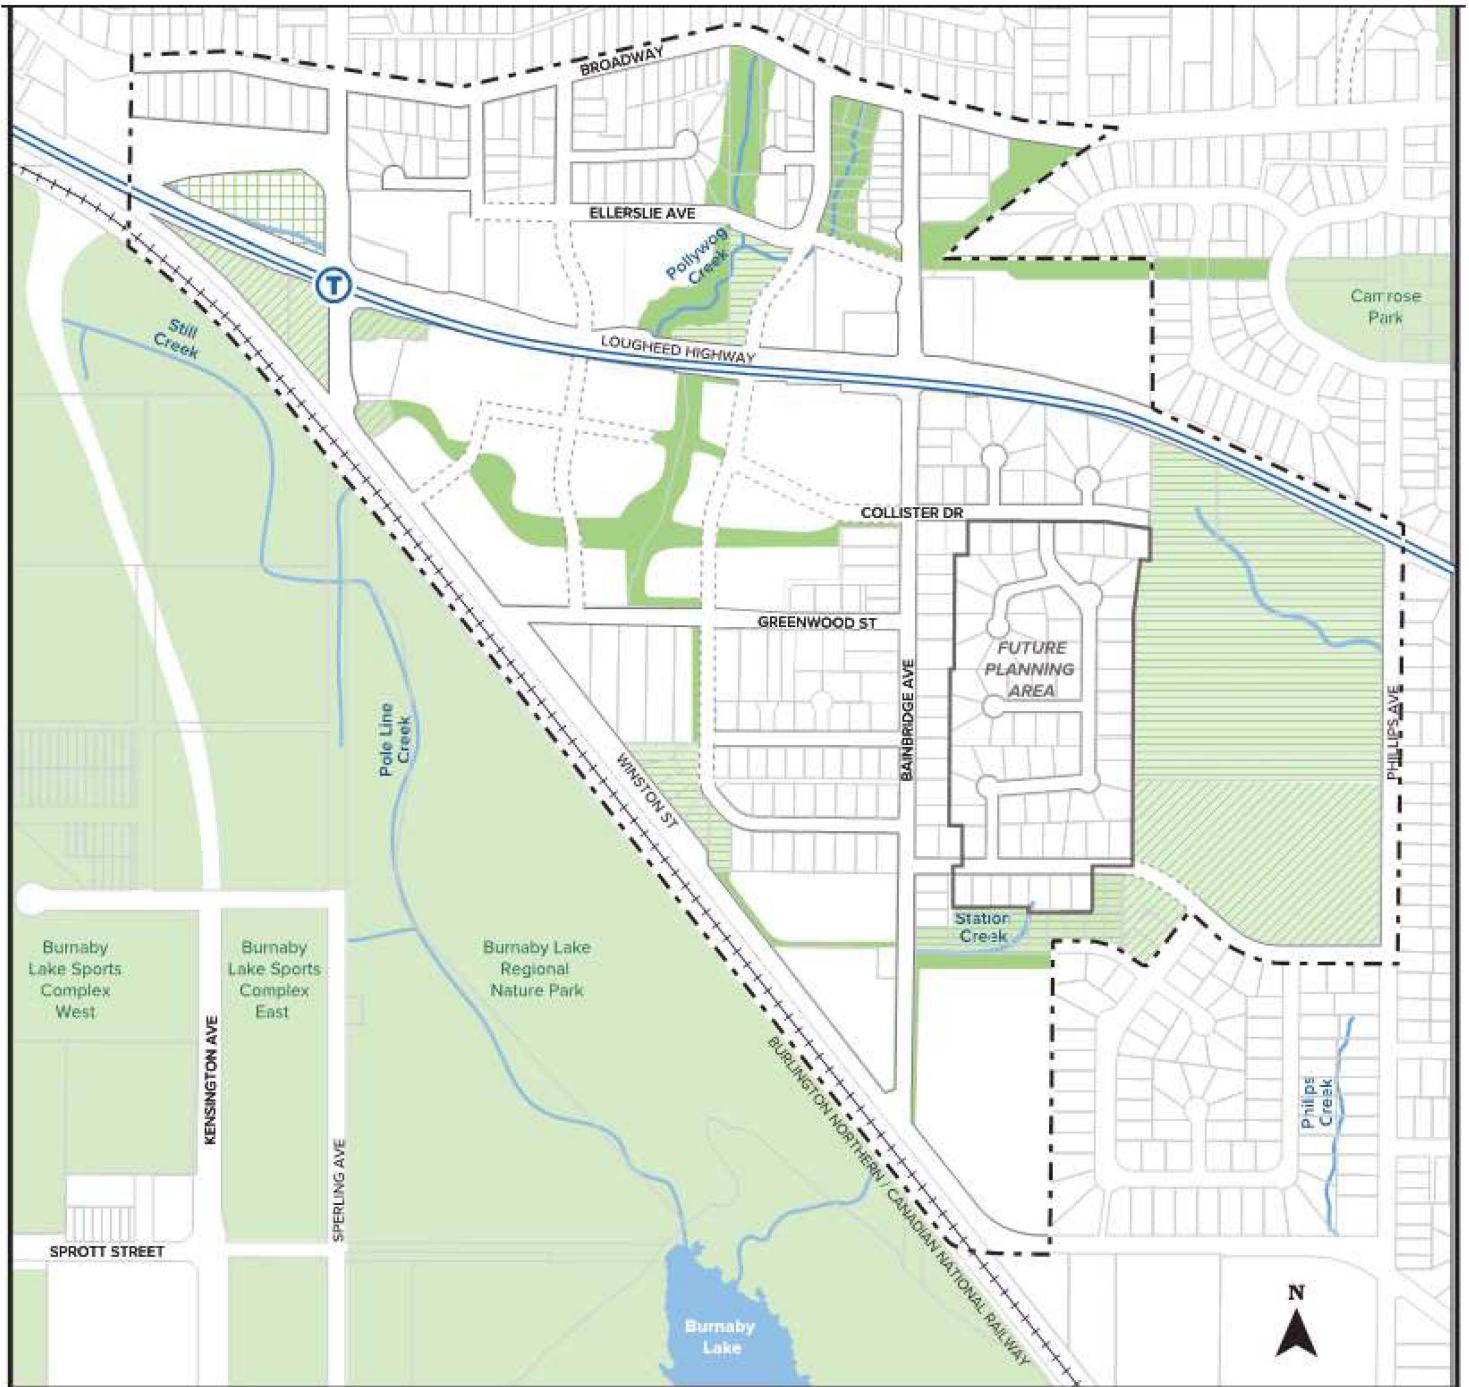 BROADWAY
ELLERSLIE AVE
Pollywog
Creek
Camrose
Park
T
Still
Creek
LOUGHEED HIGHWAY
COLLISTER DR
GREENWOOD ST
FUTURE
PLANNING
AREA
BAINBRIDGE AVE
PHILLIPS AVE
Pole Line
Creek
WINSTON ST
Station
Creek
Burnaby
Lake Sports
Complex
West
Burnaby
Lake Sports
Complex
East
Burnaby Lake
Regional
Nature Park
KENSINGTON AVE
SPERLING AVE
BURLINGTON NORTHERN / CANADIAN NATIONAL RAILWAY
Phillips
Creek
SPROTT STREET
N
Burnaby
Lake